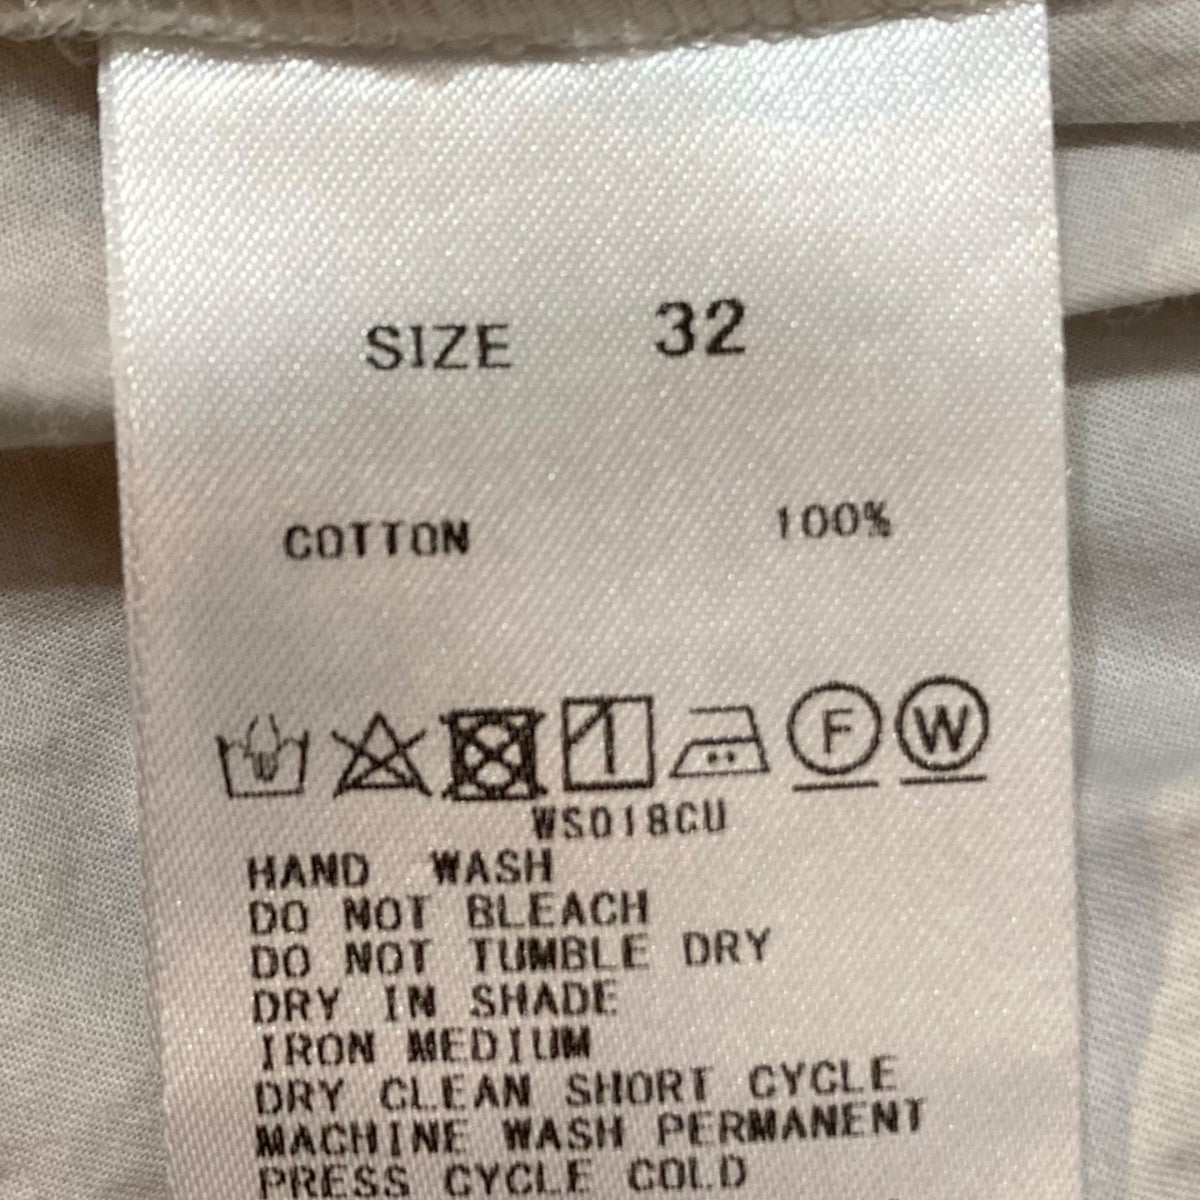 SIZE 32
COTTON 100%
F W
WS018CU
HAND WASH
DO NOT BLEACH
DO NOT TUMBLE DRY
DRY IN SHADE
IRON MEDIUM
DRY CLEAN SHORT CYCLE
MACHINE WASH PERMANENT
PRESS CYCLE COLD